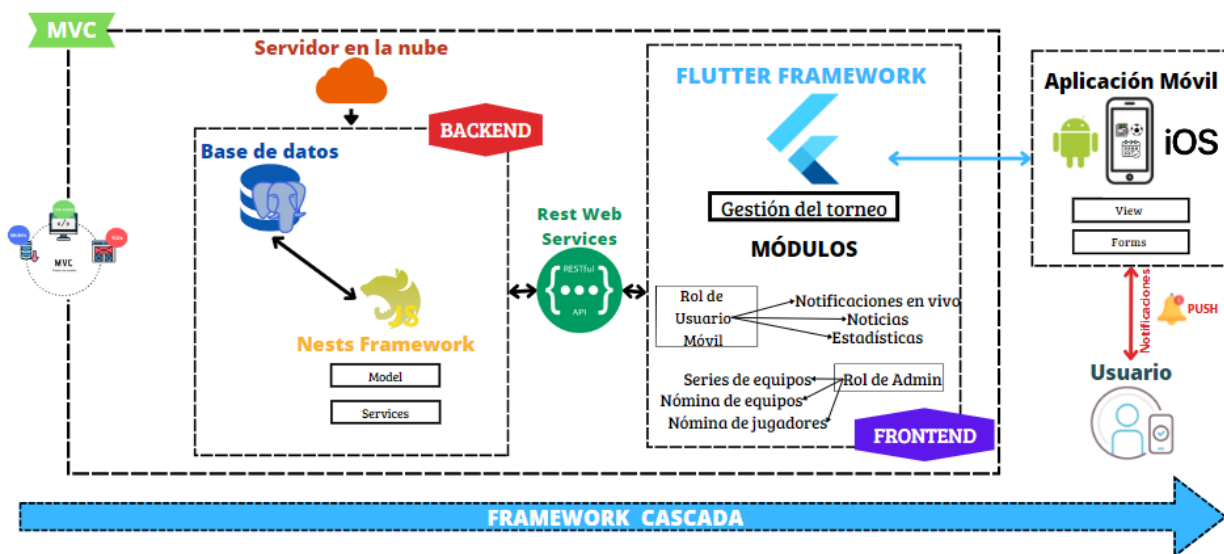 MVC
Servidor en la nube
BACKEND
Base de datos
JS
Nests Framework
Model
Services
MVC
Rest Web
Services
RESTful
{•••}
API
FLUTTER FRAMEWORK
Gestión del torneo
MÓDULOS
Rol de
Usuario
Móvil
Notificaciones en vivo
Noticias
Estadísticas
Series de equipos
Nómina de equipos
Nómina de jugadores
Rol de Admin
FRONTEND
Aplicación Móvil
iOS
View
Forms
Notificaciones
PUSH
Usuario
FRAMEWORK CASCADA